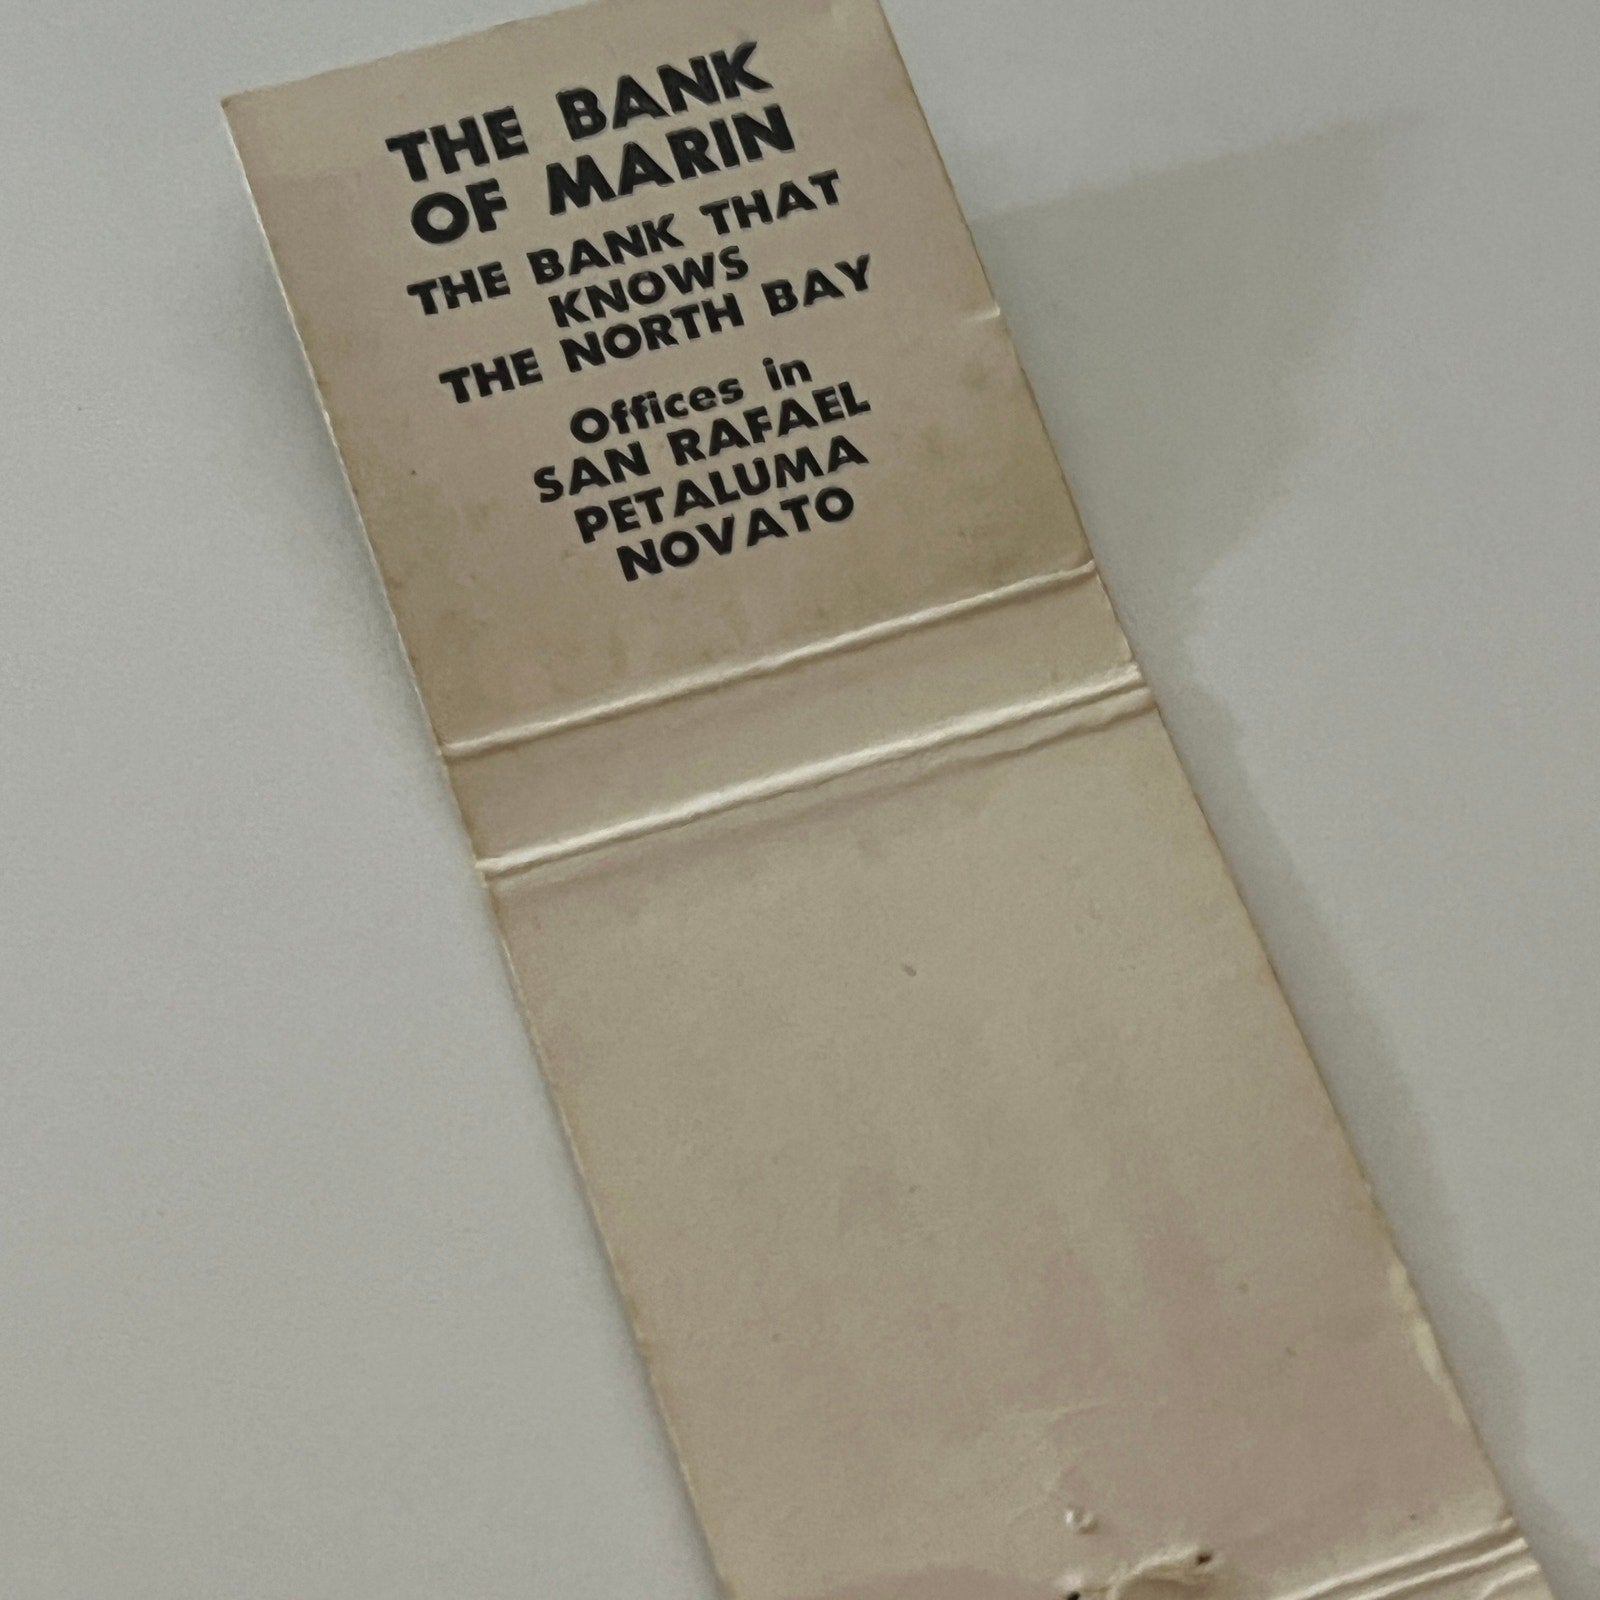 THE BANK
OF MARIN
THE BANK THAT
KNOWS
THE NORTH BAY
Offices in
SAN RAFAEL
PETALUMA
NOVATO